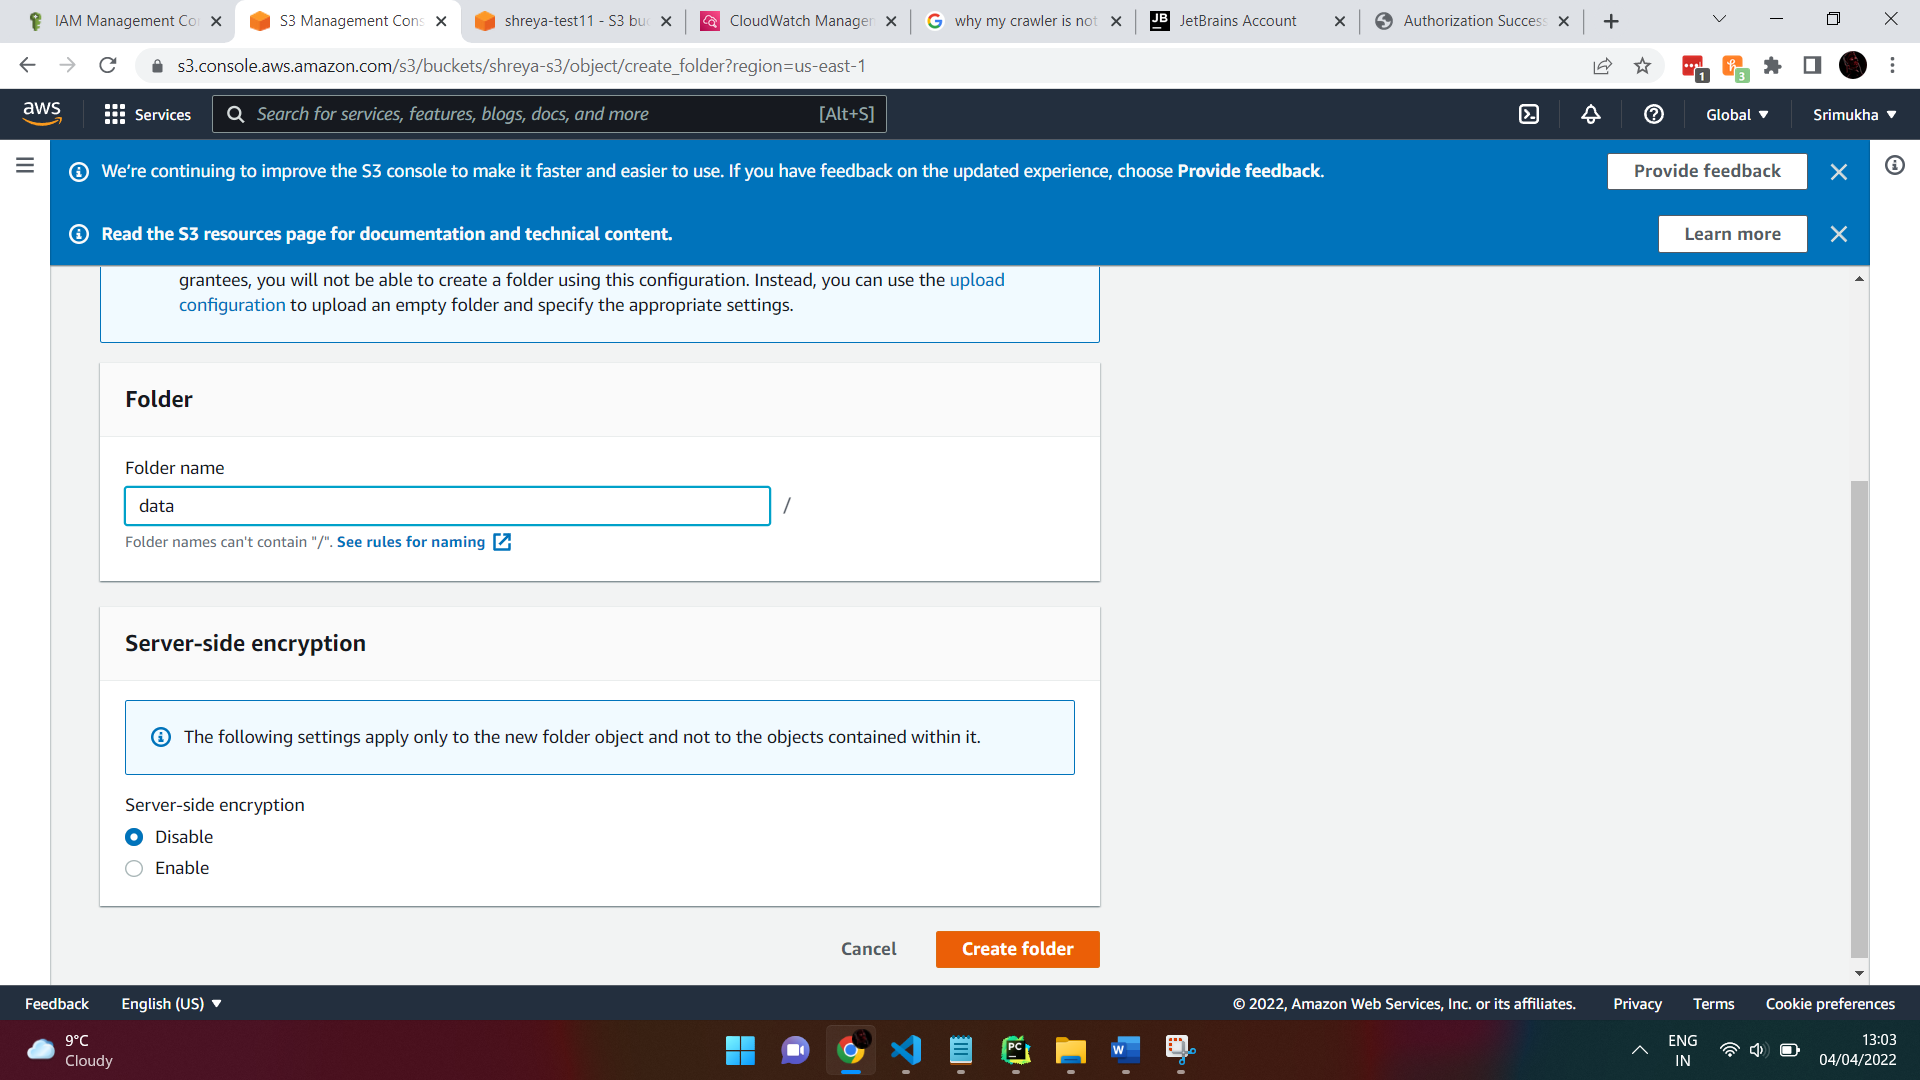 IAM Management Co
S3 Management Cons
shreya-test11 - S3 bu
CloudWatch Manage
why my crawler is not
JetBrains Account
Authorization Success
s3.console.aws.amazon.com/s3/buckets/shreya-s3/object/create_folder?region=us-east-1
1
3
aws
Services
Search for services, features, blogs, docs, and more
[Alt+S]
Global
Srimukha
We're continuing to improve the S3 console to make it faster and easier to use. If you have feedback on the updated experience, choose Provide feedback.
Provide feedback
Read the S3 resources page for documentation and technical content.
Learn more
grantees, you will not be able to create a folder using this configuration. Instead, you can use the upload
configuration to upload an empty folder and specify the appropriate settings.
Folder
Folder name
data
/
Folder names can't contain "/". See rules for naming
Server-side encryption
The following settings apply only to the new folder object and not to the objects contained within it.
Server-side encryption
Disable
Enable
Cancel
Create folder
Feedback
English (US)
© 2022, Amazon Web Services, Inc. or its affiliates.
Privacy
Terms
Cookie preferences
9°C
Cloudy
ENG
IN
13:03
04/04/2022